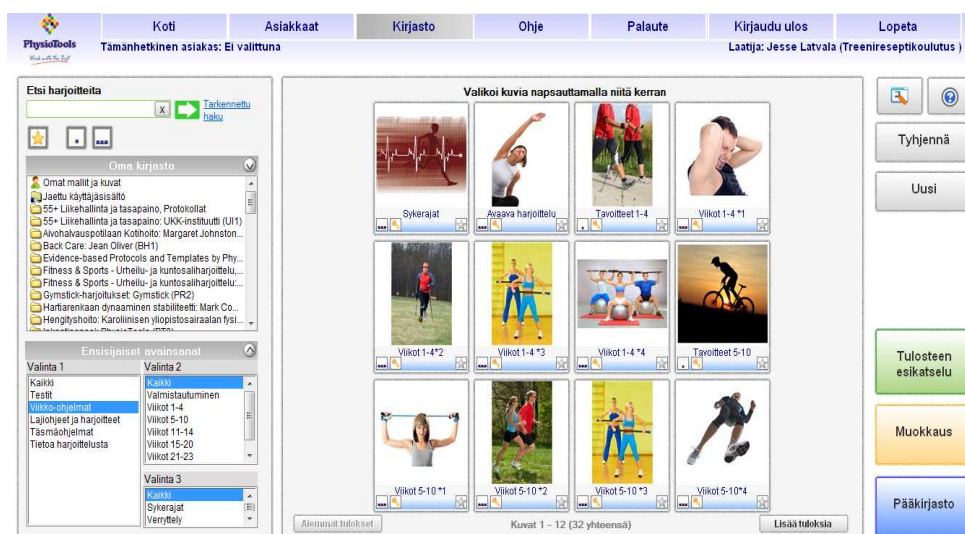 Koti Asiakkaat Kirjasto Ohje Palaute Kirjaudu ulos Lopeta
PhysioTools
Work with the Best
Tämänhetkinen asiakas: Ei valittuna
Laatija: Jesse Latvala (Treenireseptikoulutus )
Etsi harjoitteita
X
Tarkennettu
haku
Oma kirjasto
Omat mallit ja kuvat
Jaettu käyttäjäsisältö
55+ Liikehallinta ja tasapaino, Protokollat
55+ Liikehallinta ja tasapaino: UKK-instituutti (UI1)
Aivohalvauspotilaan Kotihoito: Margaret Johnston...
Back Care: Jean Oliver (BH1)
Evidence-based Protocols and Templates by Phy...
Fitness & Sports - Urheilu- ja kuntosaliharjoittelu,...
Fitness & Sports - Urheilu- ja kuntosaliharjoittelu:...
Gymstick-harjoitukset: Gymstick (PR2)
Hartiarenkaan dynaaminen stabiliteetti: Mark Co...
Hengityshoito: Karoliinisen yliopistosairaalan fysi...
Ensisijaiset avainsanat
Valinta 1
Kaikki
Testit
Viikko-ohjelmat
Lajiohjeet ja harjoitteet
Täsmäohjelmat
Tietoa harjoittelusta
Valinta 2
Kaikki
Valmistautuminen
Viikot 1-4
Viikot 5-10
Viikot 11-14
Viikot 15-20
Viikot 21-23
Valinta 3
Kaikki
Sykerajat
Verryttely
Valikoi kuvia napsauttamalla niitä kerran
Sykerajat
Avaava harjoittelu
Tavoitteet 1-4
Viikot 1-4 *1
Viikot 1-4*2
Viikot 1-4 *3
Viikot 1-4 *4
Tavoitteet 5-10
Viikot 5-10 *1
Viikot 5-10 *2
Viikot 5-10 *3
Viikot 5-10*4
Aiemmat tulokset
Kuvat 1 - 12 (32 yhteensä)
Lisää tuloksia
Tyhjennä
Uusi
Tulosteen
esikatselu
Muokkaus
Pääkirjasto